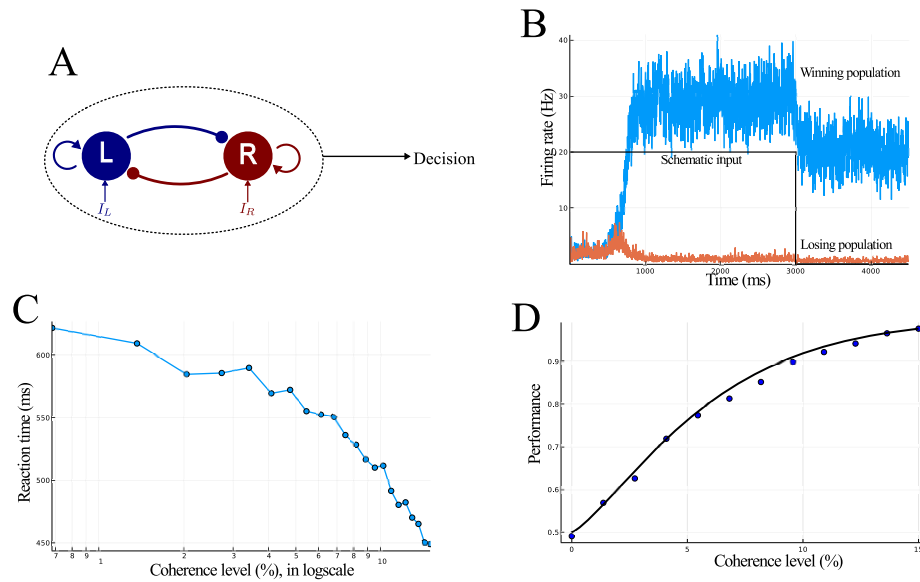 A
L
R
I_L
I_R
Decision
B
Firing rate (Hz)
40
30
20
10
Winning population
Schematic input
Losing population
1000
2000
3000
4000
Time (ms)
C
Reaction time (ms)
600
550
500
450
7
8
9
1
2
3
4
5
6
7
8
9
10
Coherence level (%), in logscale
D
Performance
0.9
0.8
0.7
0.6
0.5
0
5
10
15
Coherence level (%)